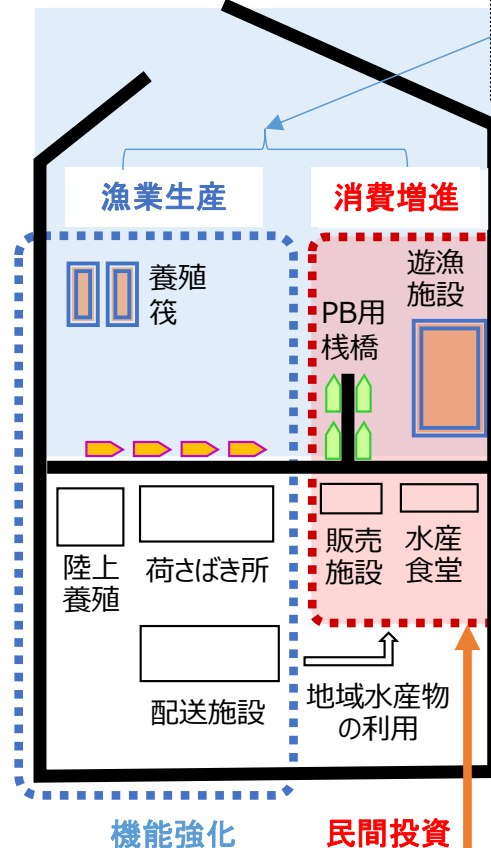 漁業生産
消費増進
養殖
筏
遊漁
施設
PB用
桟橋
陸上
養殖
荷さばき所
販売
施設
水産
食堂
配送施設
地域水産物
の利用
機能強化
民間投資